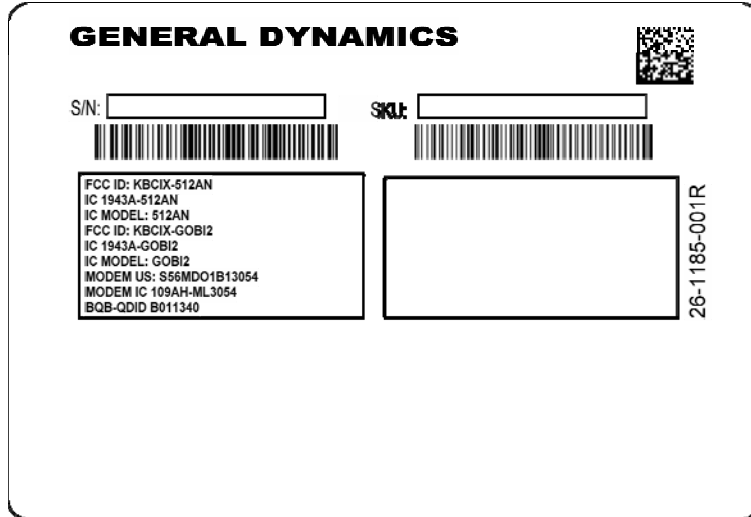 GENERAL DYNAMICS
S/N:
SKU:
FCC ID: KBCIX-512AN
IC 1943A-512AN
IC MODEL: 512AN
FCC ID: KBCIX-GOBI2
IC 1943A-GOBI2
IC MODEL: GOBI2
MODEM US: S56MDO1B13054
MODEM IC 109AH-ML3054
BQB-QDID B011340
26-1185-001R